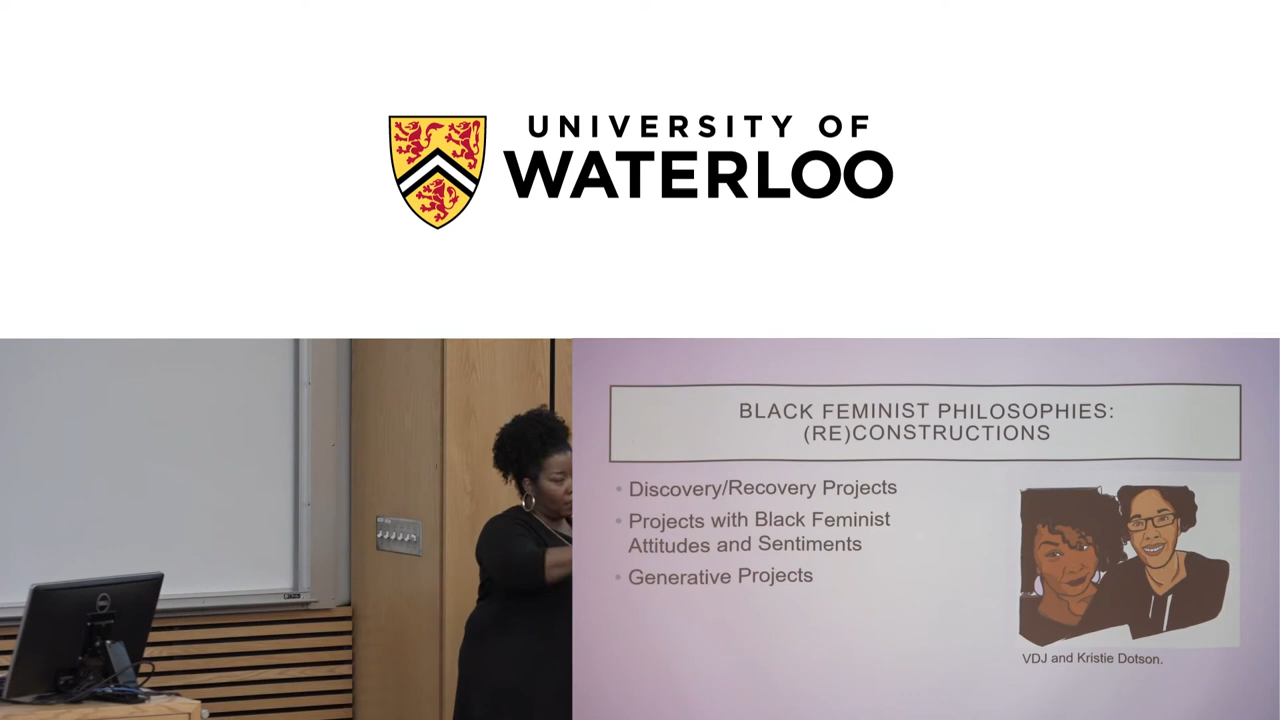 UNIVERSITY OF
WATERLOO
BLACK FEMINIST PHILOSOPHIES:
(RE)CONSTRUCTIONS
• Discovery/Recovery Projects
• Projects with Black Feminist
Attitudes and Sentiments
• Generative Projects
VDJ and Kristie Dotson.
DELL